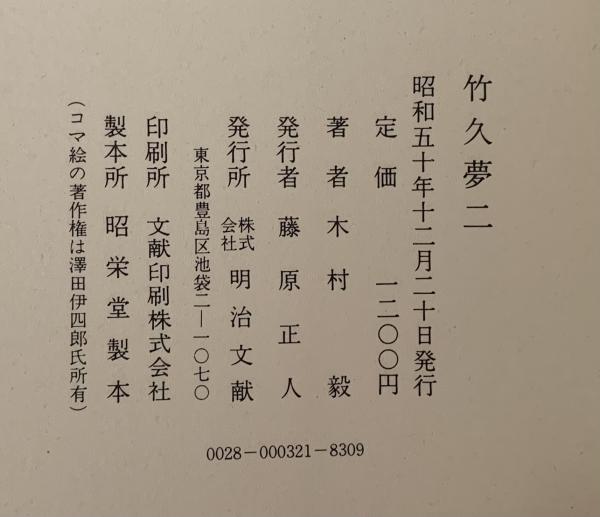 竹久夢二
昭和五十年十二月二十日発行
定価 一二〇〇円
著者 木村毅
発行者 藤原正人
発行所 株式会社 明治文献
東京都豊島区池袋二―一〇七〇
印刷所 文献印刷株式会社
製本所 昭栄堂製本
（コマ絵の著作権は澤田伊四郎氏所有）
0028－000321－8309